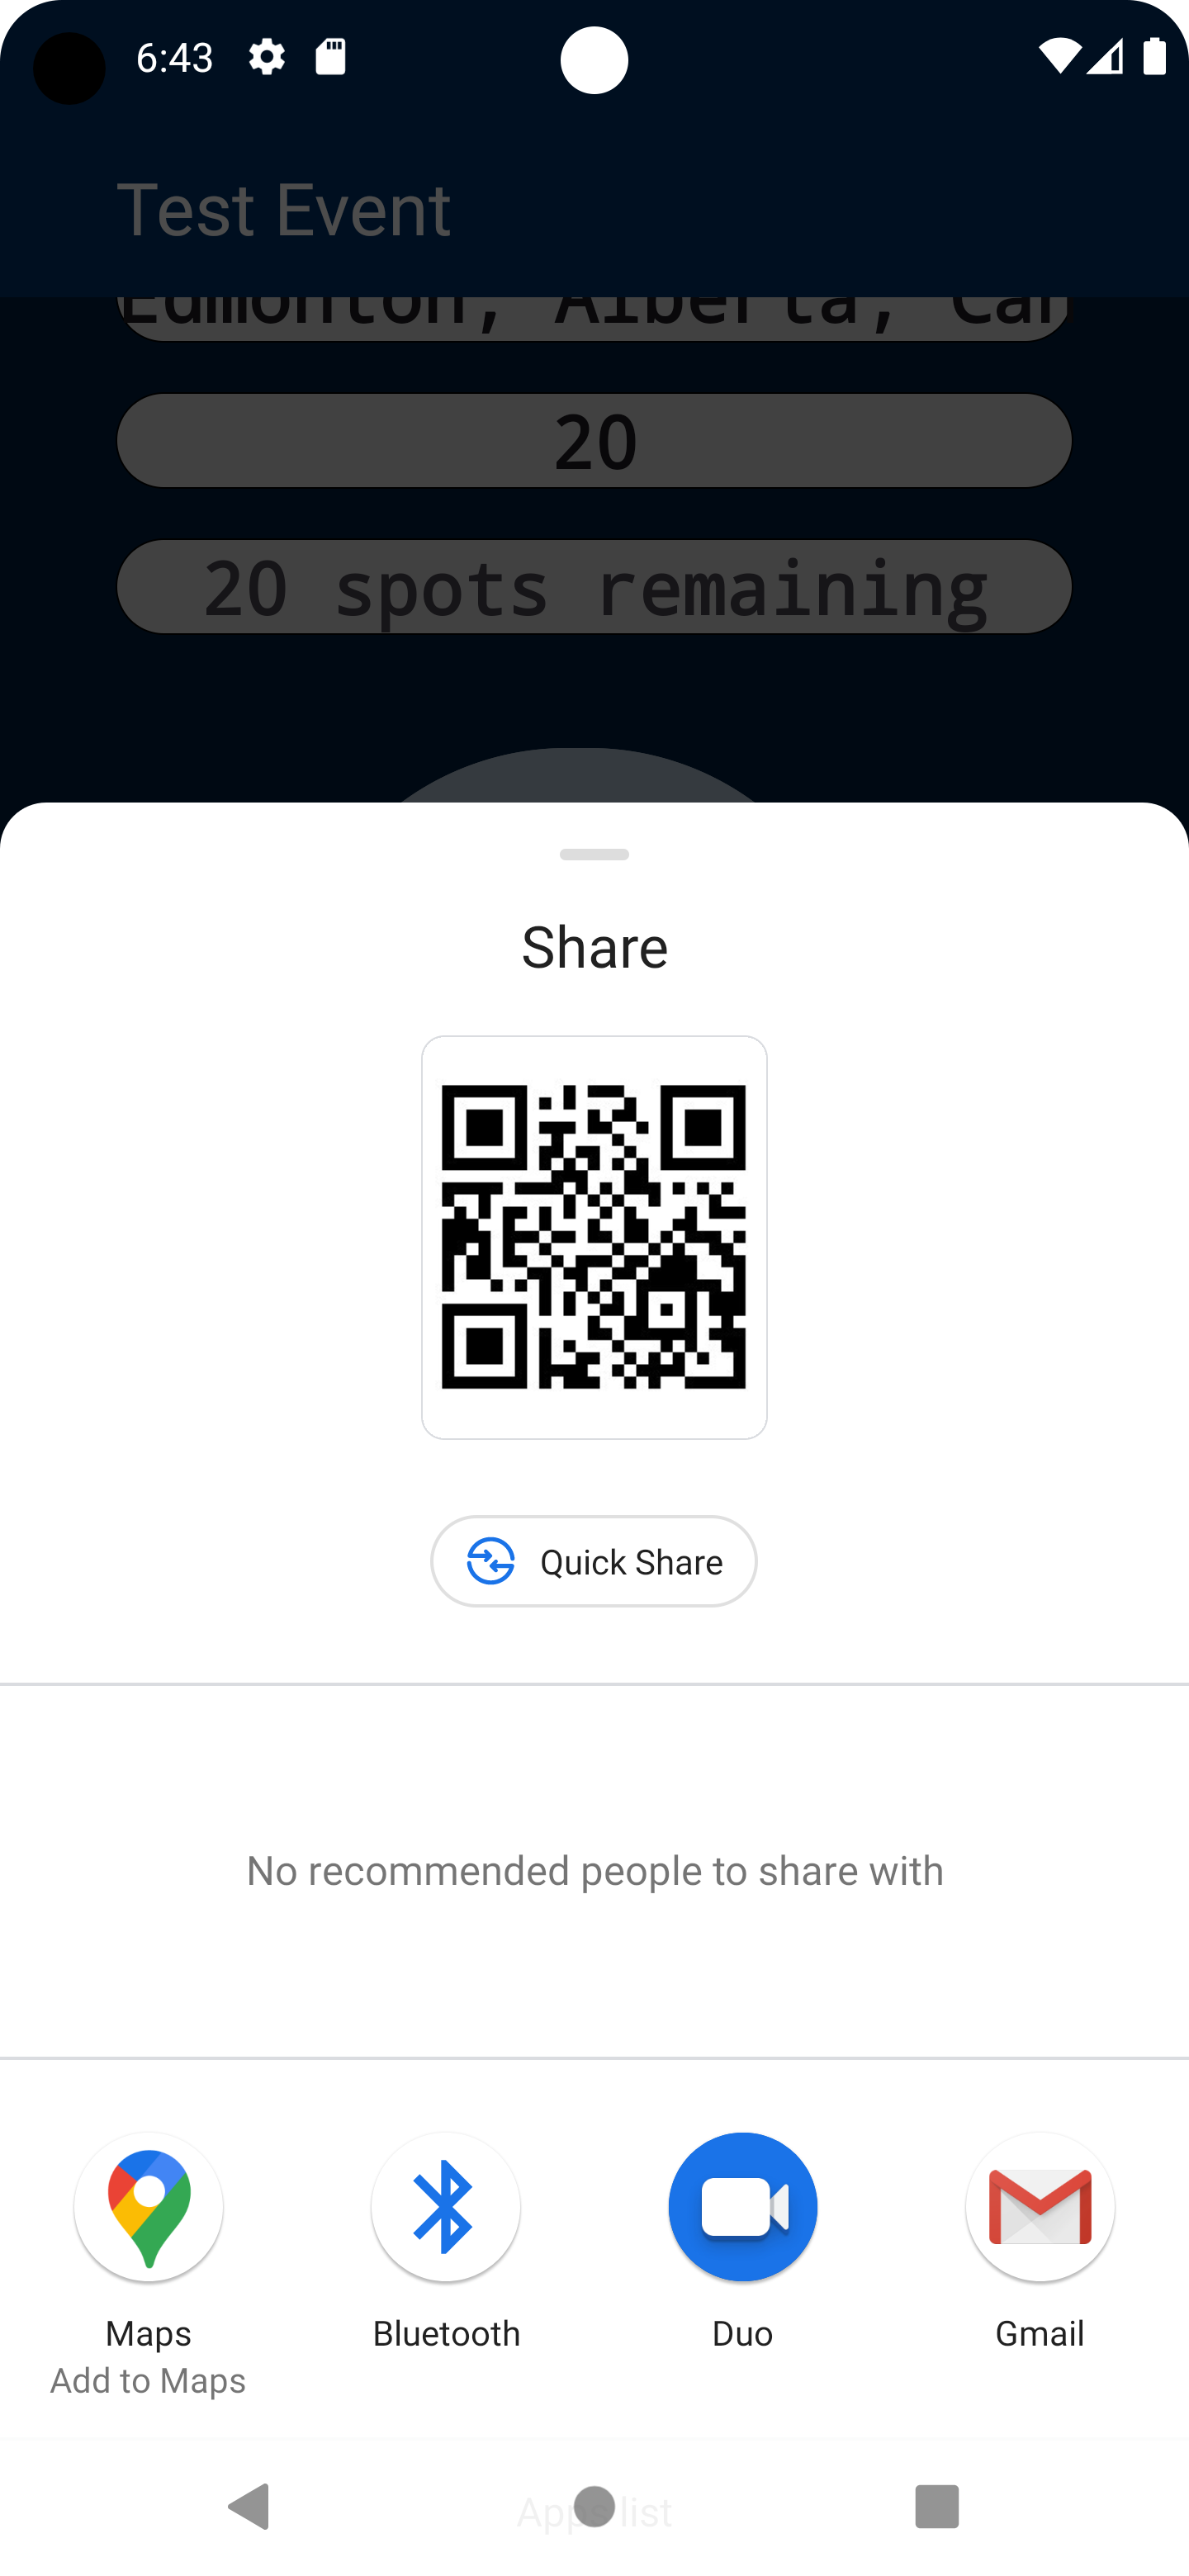 6:43
Test Event
Edmonton, Alberta, Can
20
20 spots remaining
Share
Quick Share
No recommended people to share with
Maps
Bluetooth
Duo
Gmail
Add to Maps
Apps list